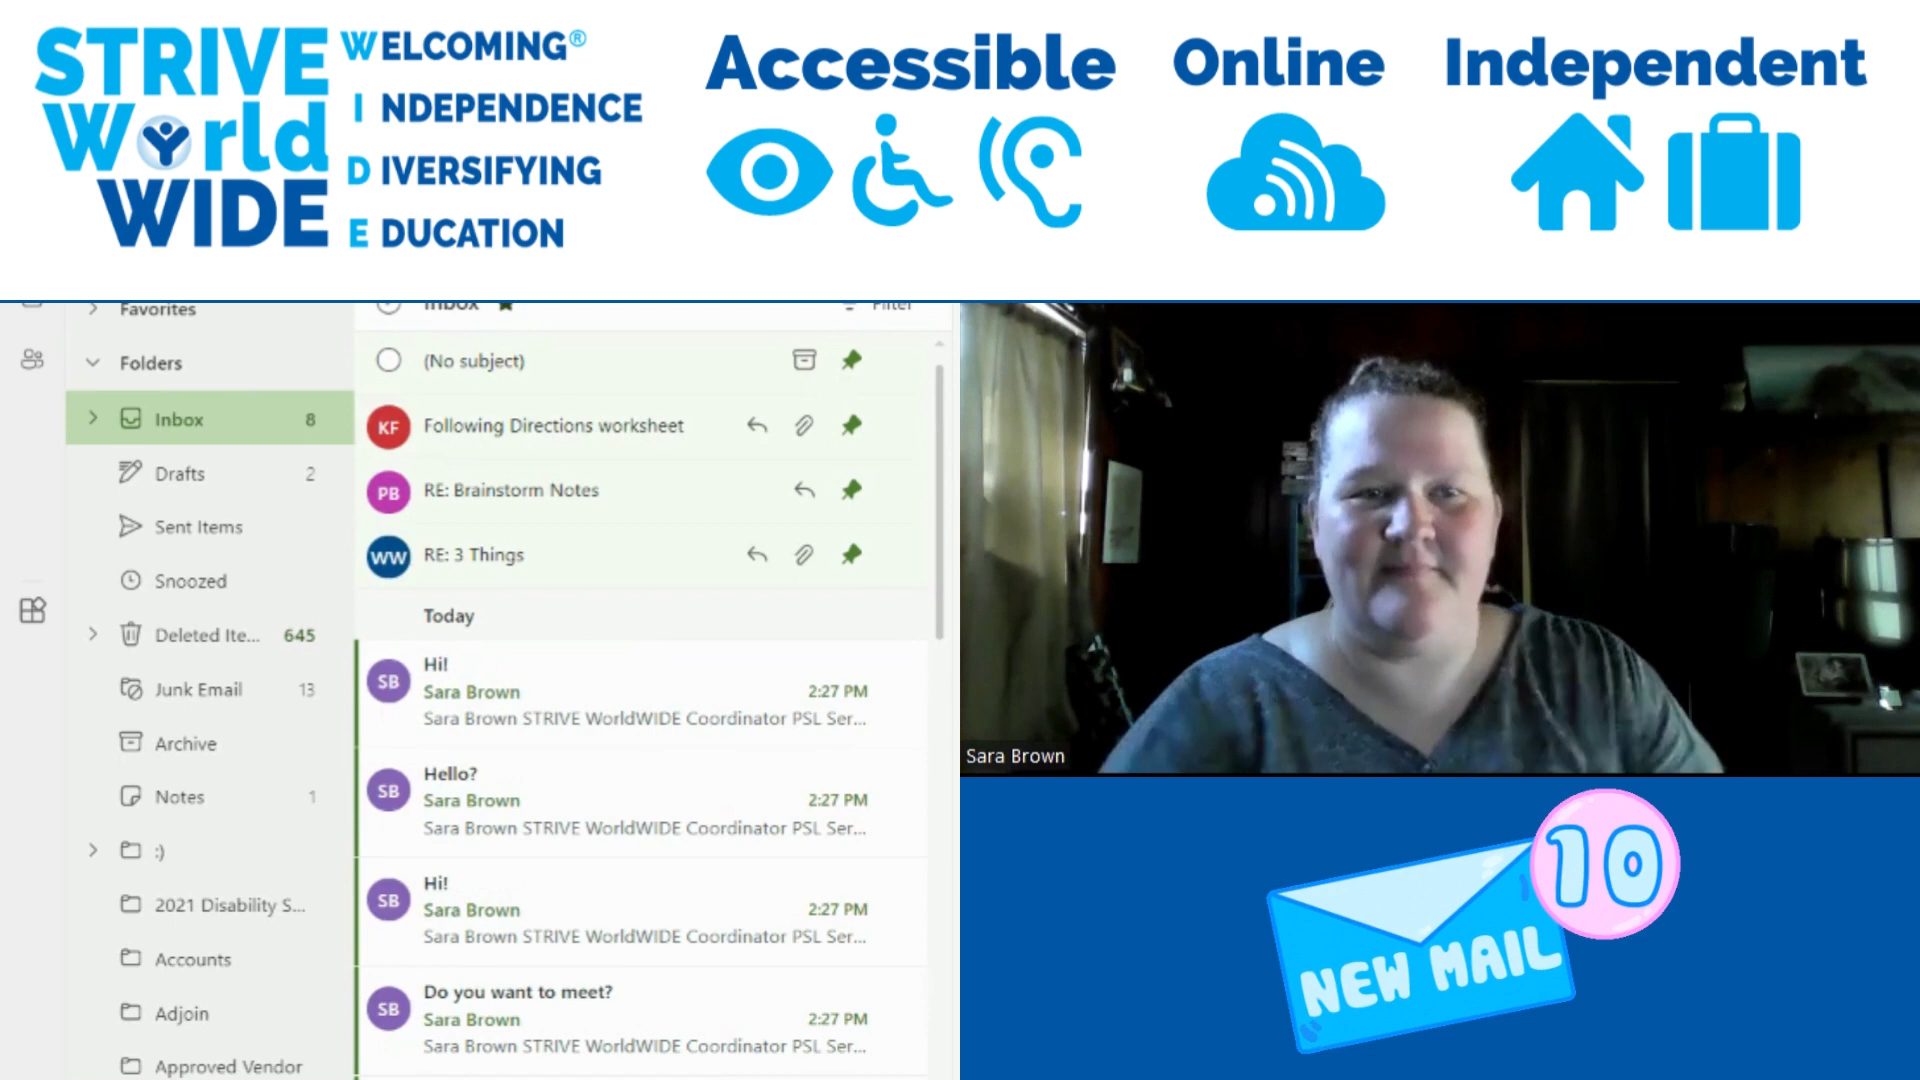 STRIVE
World
WIDE
WELCOMING®
INDEPENDENCE
DIVERSIFYING
EDUCATION
Accessible
Online
Independent
Favorites
Folders
Inbox 8
Drafts 2
Sent Items
Snoozed
Deleted Ite... 645
Junk Email 13
Archive
Notes 1
:)
2021 Disability S...
Accounts
Adjoin
Approved Vendor
Inbox Filter
(No subject)
KF Following Directions worksheet
PB RE: Brainstorm Notes
WW RE: 3 Things
Today
Hi!
SB Sara Brown 2:27 PM
Sara Brown STRIVE WorldWIDE Coordinator PSL Ser...
Hello?
SB Sara Brown 2:27 PM
Sara Brown STRIVE WorldWIDE Coordinator PSL Ser...
Hi!
SB Sara Brown 2:27 PM
Sara Brown STRIVE WorldWIDE Coordinator PSL Ser...
Do you want to meet?
SB Sara Brown 2:27 PM
Sara Brown STRIVE WorldWIDE Coordinator PSL Ser...
Sara Brown
10
NEW MAIL